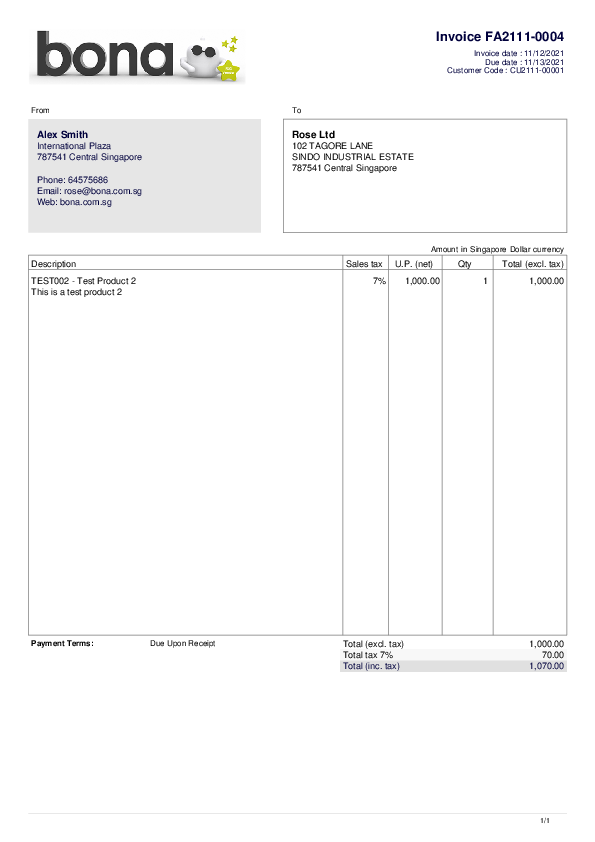 bona
Invoice FA2111-0004
Invoice date : 11/12/2021
Due date : 11/13/2021
Customer Code : CU2111-00001
From
To
Alex Smith
International Plaza
787541 Central Singapore
Phone: 64575686
Email: rose@bona.com.sg
Web: bona.com.sg
Rose Ltd
102 TAGORE LANE
SINDO INDUSTRIAL ESTATE
787541 Central Singapore
Amount in Singapore Dollar currency
Description Sales tax U.P. (net) Qty Total (excl. tax)
TEST002 - Test Product 2 7% 1,000.00 1 1,000.00
This is a test product 2
Payment Terms: Due Upon Receipt
Total (excl. tax) 1,000.00
Total tax 7% 70.00
Total (inc. tax) 1,070.00
1/1